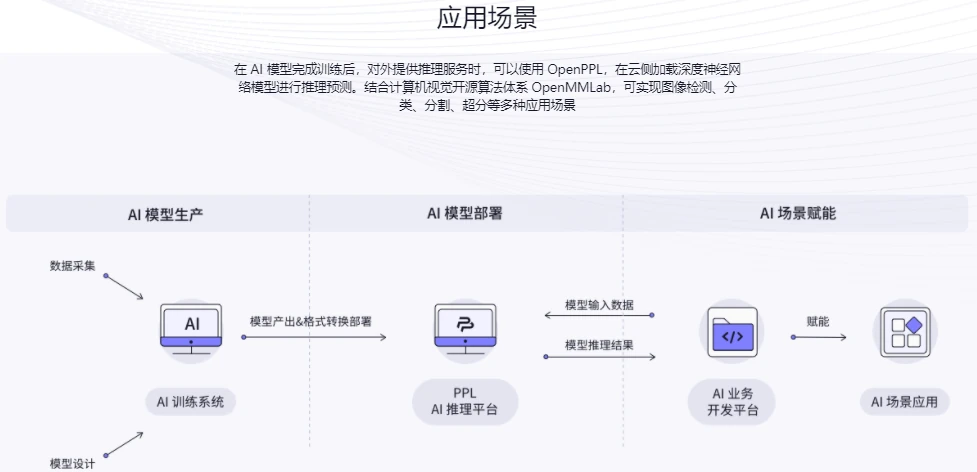 应用场景
在 AI 模型完成训练后，对外提供推理服务时，可以使用 OpenPPL，在云侧加载深度神经网
络模型进行推理预测。结合计算机视觉开源算法体系 OpenMMLab，可实现图像检测、分
类、分割、超分等多种应用场景
AI 模型生产
AI 模型部署
AI 场景赋能
数据采集
AI
模型产出&格式转换部署
模型输入数据
模型推理结果
赋能
AI 训练系统
PPL
AI 推理平台
AI 业务
开发平台
AI 场景应用
模型设计